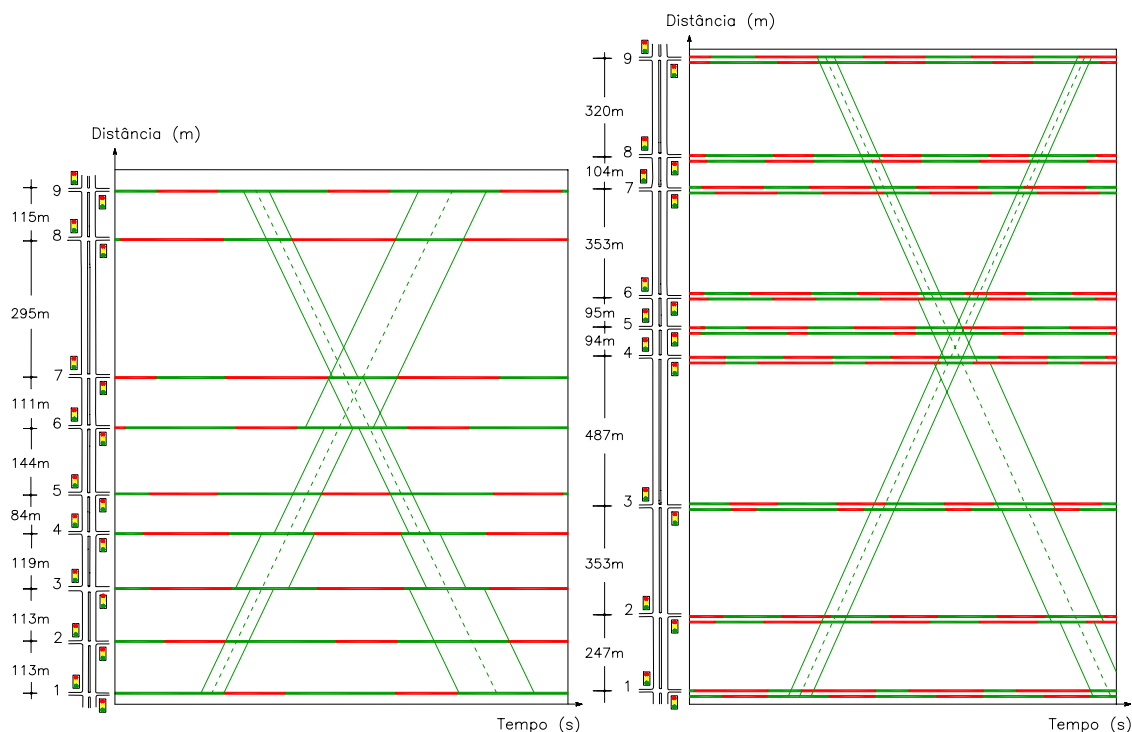 Distância (m)
9
115m
8
295m
7
111m
6
144m
5
84m
4
119m
3
113m
2
113m
1
Tempo (s)
Distância (m)
9
320m
8
104m
7
353m
6
95m
5
94m
4
487m
3
353m
2
247m
1
Tempo (s)